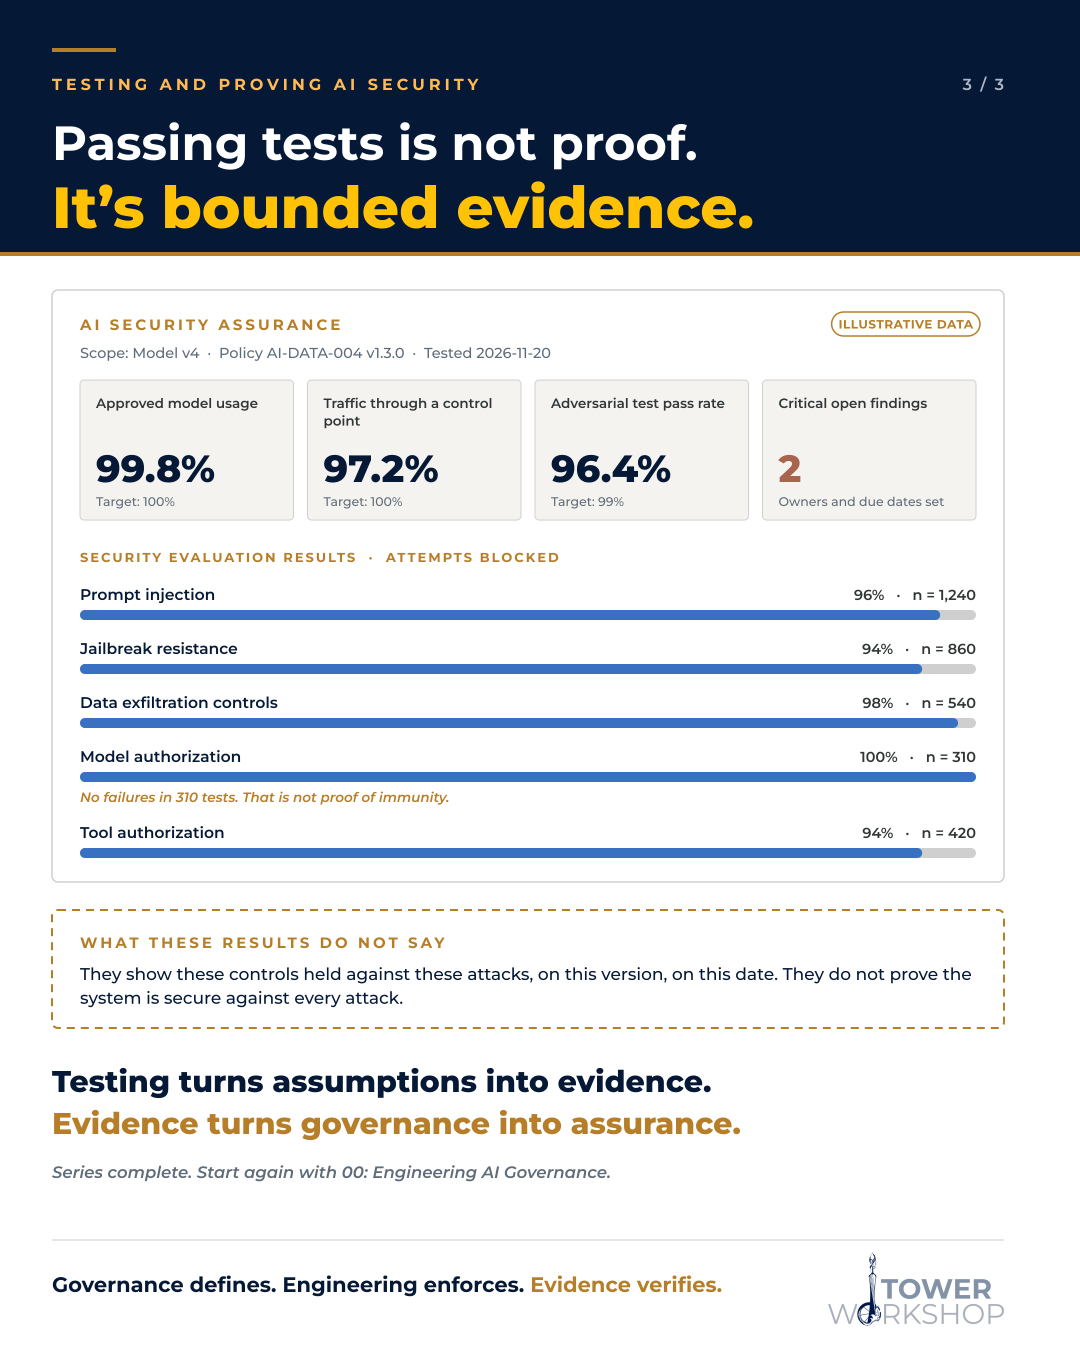 TESTING AND PROVING AI SECURITY
3 / 3
Passing tests is not proof.
It’s bounded evidence.
AI SECURITY ASSURANCE
ILLUSTRATIVE DATA
Scope: Model v4 · Policy AI-DATA-004 v1.3.0 · Tested 2026-11-20
Approved model usage
99.8%
Target: 100%
Traffic through a control
point
97.2%
Target: 100%
Adversarial test pass rate
96.4%
Target: 99%
Critical open findings
2
Owners and due dates set
SECURITY EVALUATION RESULTS · ATTEMPTS BLOCKED
Prompt injection
96% · n = 1,240
Jailbreak resistance
94% · n = 860
Data exfiltration controls
98% · n = 540
Model authorization
100% · n = 310
No failures in 310 tests. That is not proof of immunity.
Tool authorization
94% · n = 420
WHAT THESE RESULTS DO NOT SAY
They show these controls held against these attacks, on this version, on this date. They do not prove the
system is secure against every attack.
Testing turns assumptions into evidence.
Evidence turns governance into assurance.
Series complete. Start again with 00: Engineering AI Governance.
Governance defines. Engineering enforces. Evidence verifies.
TOWER
WORKSHOP